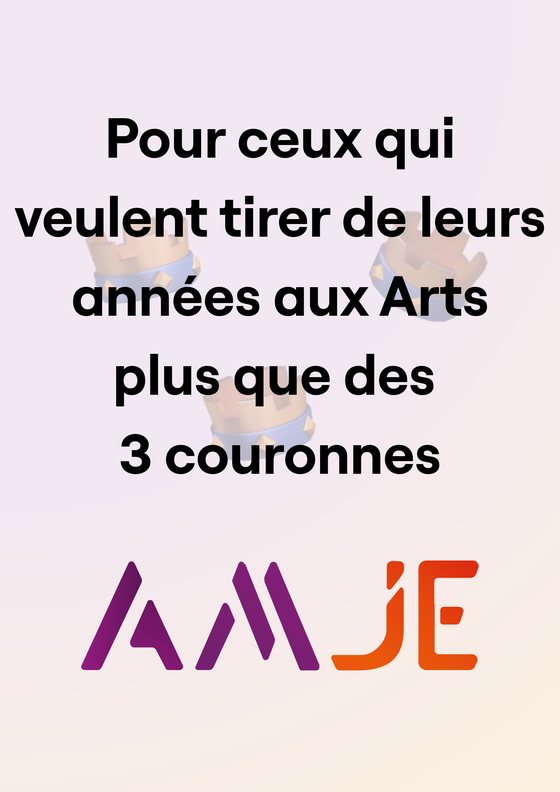 Pour ceux qui
veulent tirer de leurs
années aux Arts
plus que des
3 couronnes
AMJE